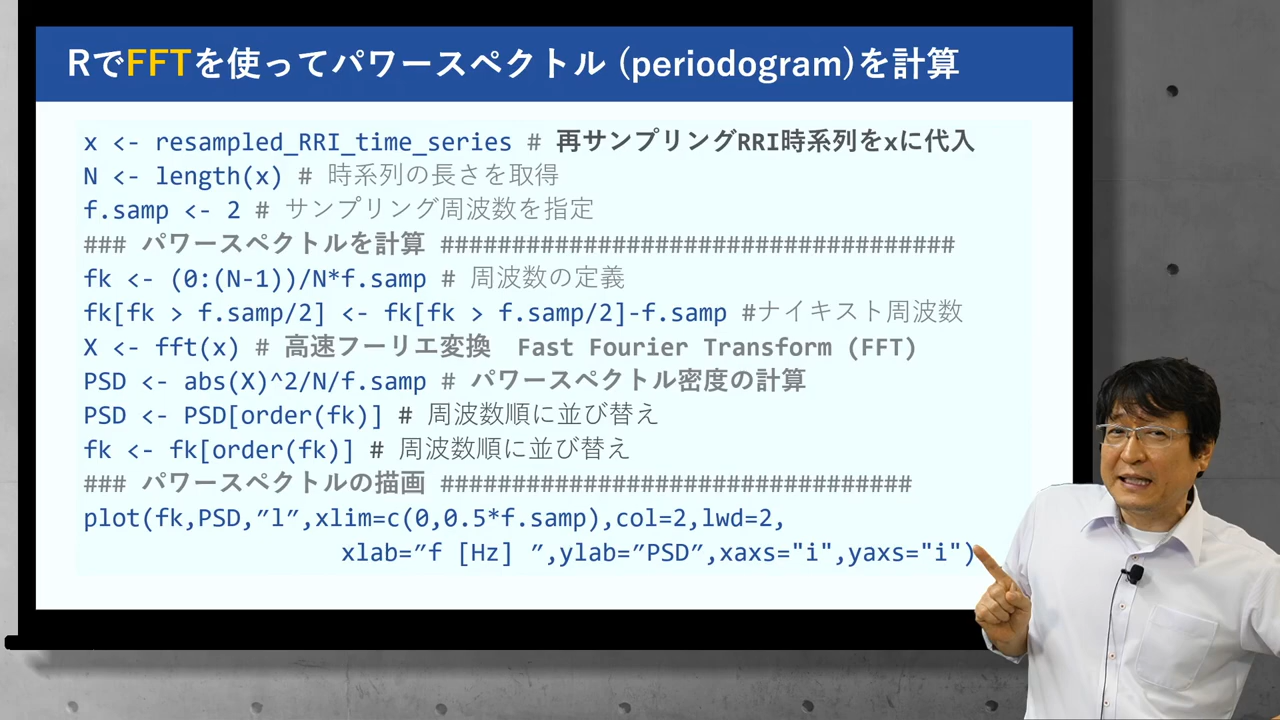 RでFFTを使ってパワースペクトル (periodogram)を計算
x <- resampled_RRI_time_series # 再サンプリングRRI時系列をxに代入
N <- length(x) # 時系列の長さを取得
f.samp <- 2 # サンプリング周波数を指定
### パワースペクトルを計算 ####################################
fk <- (0:(N-1))/N*f.samp # 周波数の定義
fk[fk > f.samp/2] <- fk[fk > f.samp/2]-f.samp #ナイキスト周波数
X <- fft(x) # 高速フーリエ変換 Fast Fourier Transform (FFT)
PSD <- abs(X)^2/N/f.samp # パワースペクトル密度の計算
PSD <- PSD[order(fk)] # 周波数順に並び替え
fk <- fk[order(fk)] # 周波数順に並び替え
### パワースペクトルの描画 #################################
plot(fk,PSD,″l″,xlim=c(0,0.5*f.samp),col=2,lwd=2,
xlab=″f [Hz] ″,ylab=″PSD″,xaxs="i",yaxs="i")